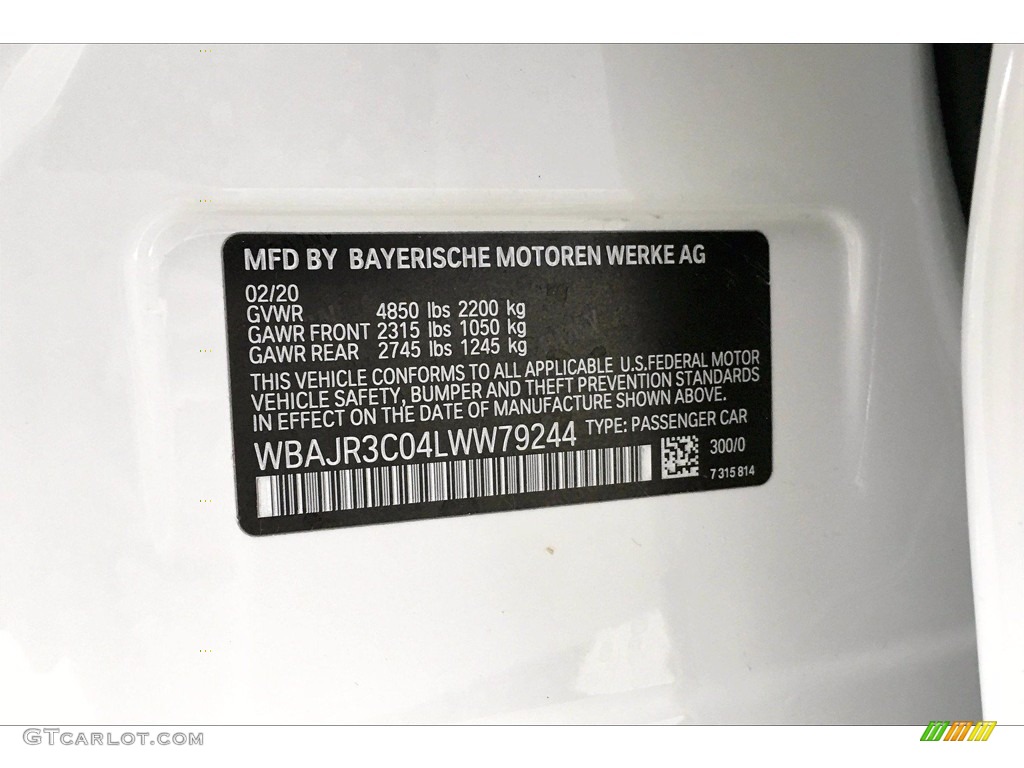 MFD BY BAYERISCHE MOTOREN WERKE AG
02/20
GVWR 4850 lbs 2200 kg
GAWR FRONT 2315 lbs 1050 kg
GAWR REAR 2745 lbs 1245 kg
THIS VEHICLE CONFORMS TO ALL APPLICABLE U.S.FEDERAL MOTOR
VEHICLE SAFETY, BUMPER AND THEFT PREVENTION STANDARDS
IN EFFECT ON THE DATE OF MANUFACTURE SHOWN ABOVE.
WBAJR3C04LWW79244 TYPE: PASSENGER CAR
300/0
7 315 814
GTCARLOT.COM